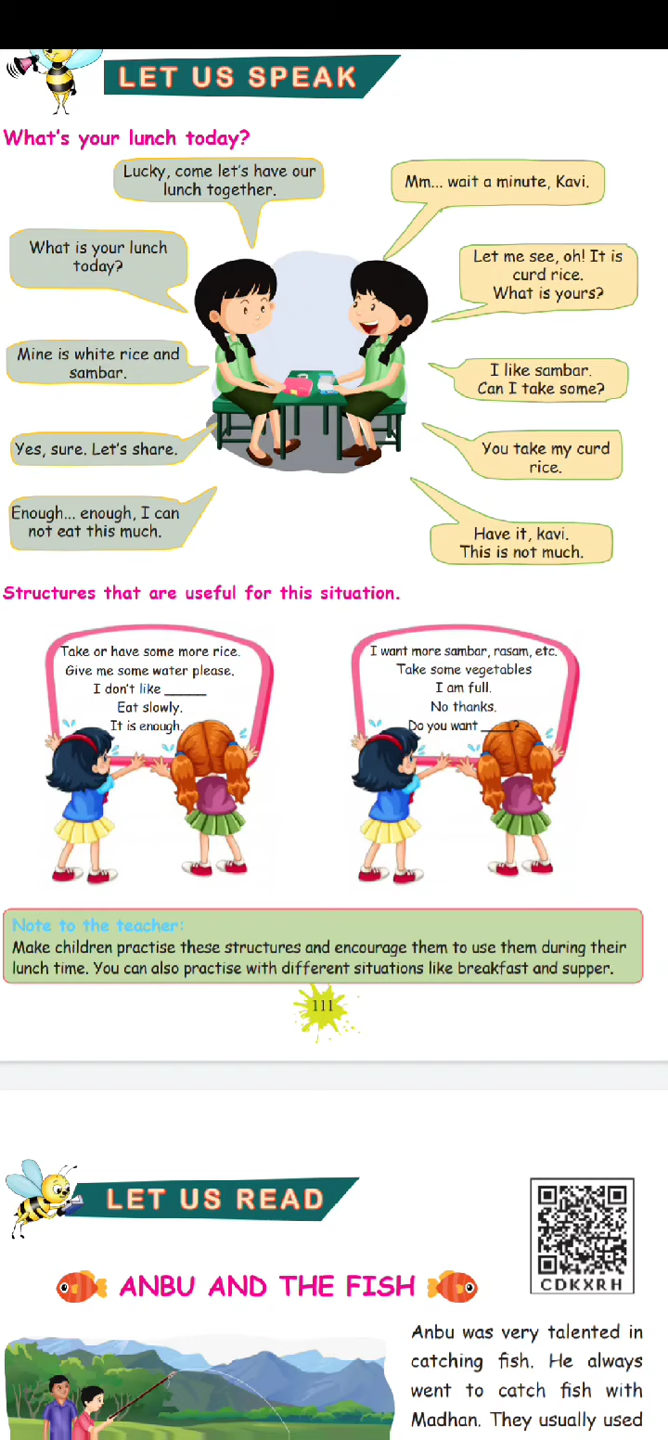 LET US SPEAK
What's your lunch today?
Lucky, come let's have our
lunch together.
Mm... wait a minute, Kavi.
What is your lunch
today?
Let me see, oh! It is
curd rice.
What is yours?
Mine is white rice and
sambar.
I like sambar.
Can I take some?
Yes, sure. Let's share.
You take my curd
rice.
Enough... enough, I can
not eat this much.
Have it, kavi.
This is not much.
Structures that are useful for this situation.
Take or have some more rice.
Give me some water please.
I don't like ______
Eat slowly.
It is enough.
I want more sambar, rasam, etc.
Take some vegetables
I am full.
No thanks.
Do you want _____?
Note to the teacher:
Make children practise these structures and encourage them to use them during their
lunch time. You can also practise with different situations like breakfast and supper.
111
LET US READ
CDKXRH
ANBU AND THE FISH
Anbu was very talented in
catching fish. He always
went to catch fish with
Madhan. They usually used